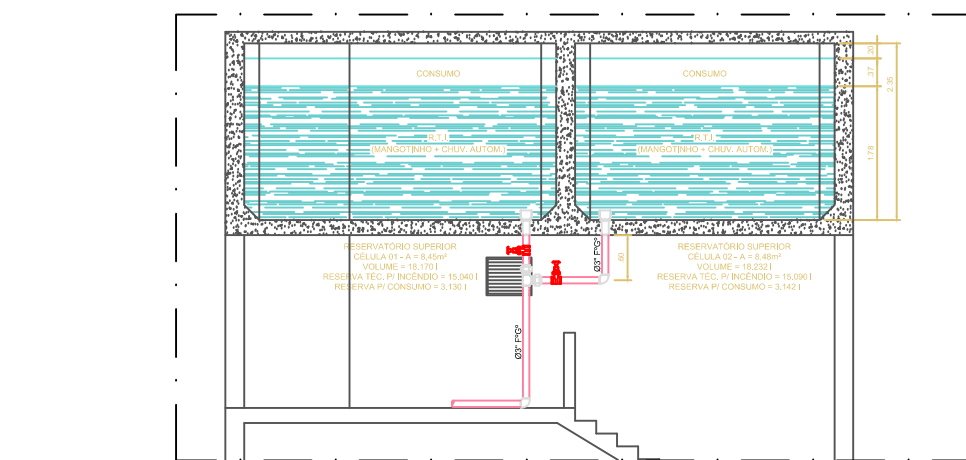 CONSUMO
CONSUMO
.20
.37
2.35
R.T.I.
(MANGOTINHO + CHUV. AUTOM.)
R.T.I.
(MANGOTINHO + CHUV. AUTOM.)
1.78
RESERVATÓRIO SUPERIOR
CÉLULA 01 - A = 8,45m²
VOLUME = 18,170 l
RESERVA TÉC. P/ INCÊNDIO = 15.040 l
RESERVA P/ CONSUMO = 3,130 l
Ø3" FºGº
.60
RESERVATÓRIO SUPERIOR
CÉLULA 02 - A = 8,48m²
VOLUME = 18,232 l
RESERVA TÉC. P/ INCÊNDIO = 15.090 l
RESERVA P/ CONSUMO = 3,142 l
Ø3" FºGº